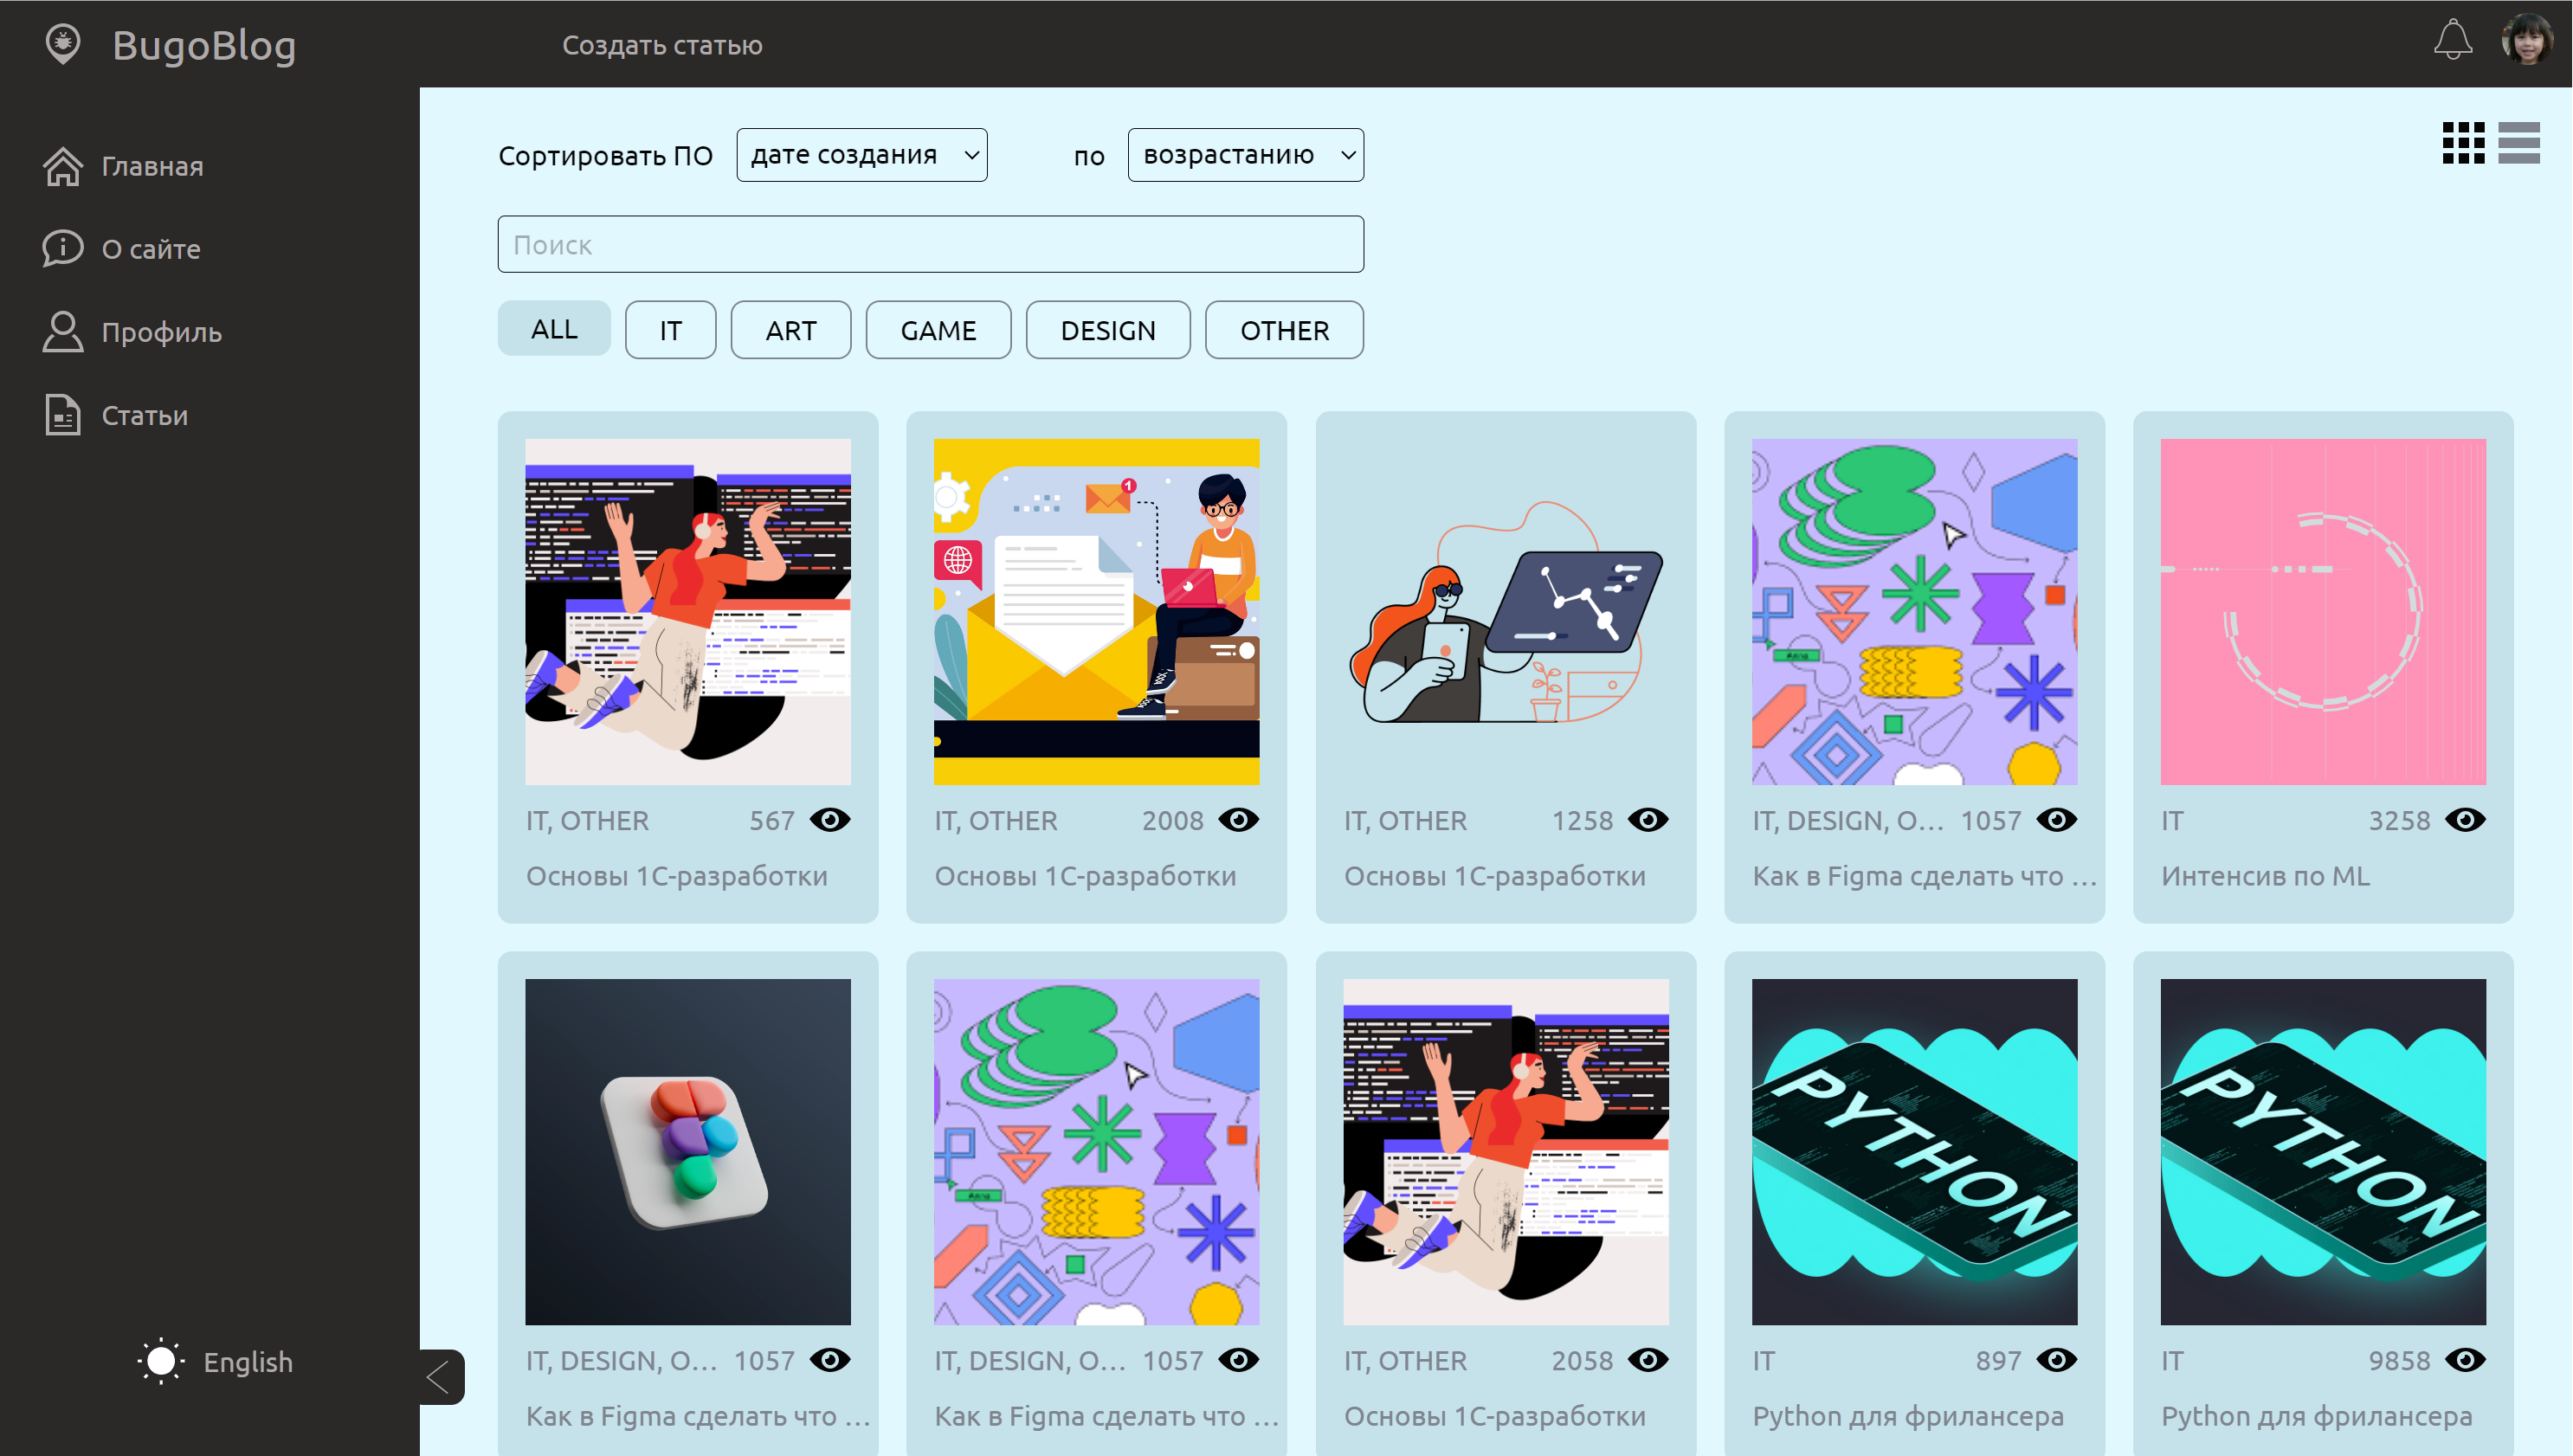 BugoBlog
Создать статью
Главная
О сайте
Профиль
Статьи
English
Сортировать ПО дате создания по возрастанию
Поиск
ALL IT ART GAME DESIGN OTHER
1
IT, OTHER 567
Основы 1С-разработки
IT, OTHER 2008
Основы 1С-разработки
IT, OTHER 1258
Основы 1С-разработки
Anna
IT, DESIGN, O... 1057
Как в Figma сделать что ...
IT 3258
Интенсив по ML
IT, DESIGN, O... 1057
Как в Figma сделать что ...
Anna
IT, DESIGN, O... 1057
Как в Figma сделать что ...
IT, OTHER 2058
Основы 1С-разработки
PYTHON
IT 897
Python для фрилансера
PYTHON
IT 9858
Python для фрилансера